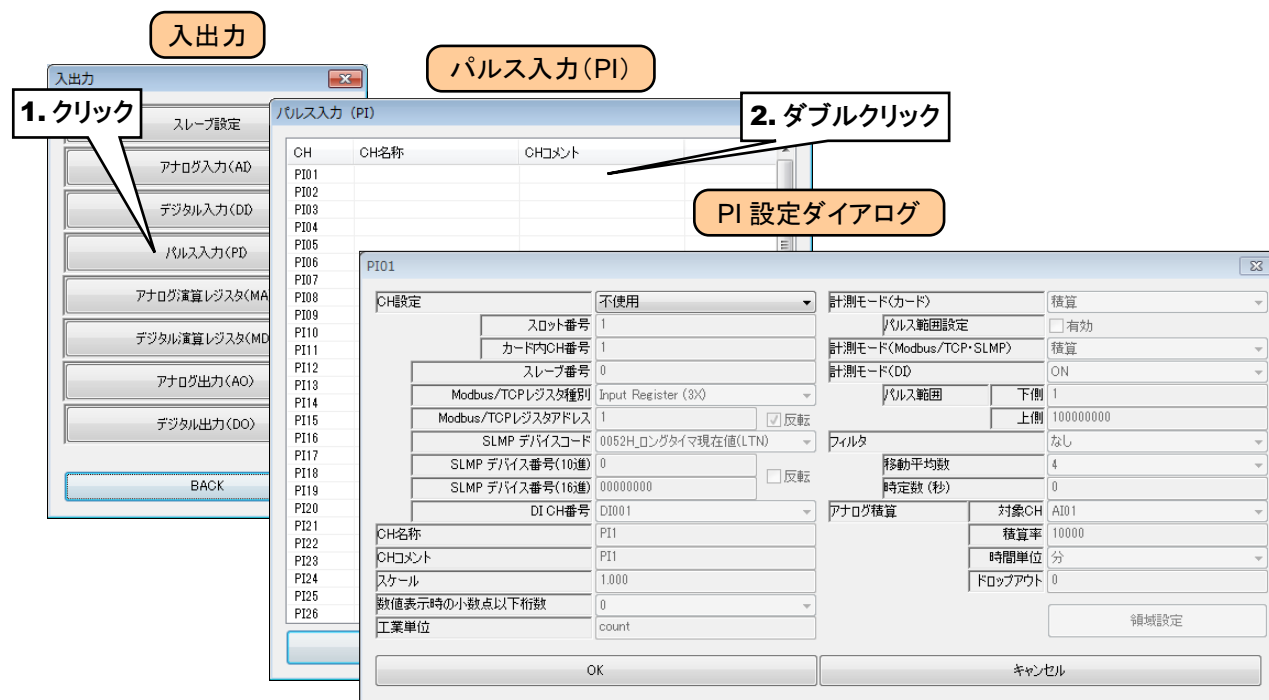 入出力
パルス入力(PI)
入出力
1. クリック
スレーブ設定
アナログ入力(AI)
デジタル入力(DI)
パルス入力(PI)
アナログ演算レジスタ(MA
デジタル演算レジスタ(MD
アナログ出力(AO)
デジタル出力(DO)
BACK
パルス入力 (PI)
2. ダブルクリック
CH CH名称 CHコメント
PI01
PI02
PI03
PI04
PI05
PI06
PI07
PI08
PI09
PI10
PI11
PI12
PI13
PI14
PI15
PI16
PI17
PI18
PI19
PI20
PI21
PI22
PI23
PI24
PI25
PI26
PI 設定ダイアログ
PI01
CH設定 不使用
スロット番号 1
カード内CH番号 1
スレーブ番号 0
Modbus/TCPレジスタ種別 Input Register (3X)
Modbus/TCPレジスタアドレス 1 反転
SLMP デバイスコード 0052H_ロングタイマ現在値(LTN)
SLMP デバイス番号(10進) 0 反転
SLMP デバイス番号(16進) 00000000
DI CH番号 DI001
CH名称 PI1
CHコメント PI1
スケール 1.000
数値表示時の小数点以下桁数 0
工業単位 count
計測モード(カード) 積算
パルス範囲設定 有効
計測モード(Modbus/TCP・SLMP) 積算
計測モード(DI) ON
パルス範囲 下側 1
上側 100000000
フィルタ なし
移動平均数 4
時定数 (秒) 0
アナログ積算 対象CH AI01
積算率 10000
時間単位 分
ドロップアウト 0
領域設定
OK
キャンセル